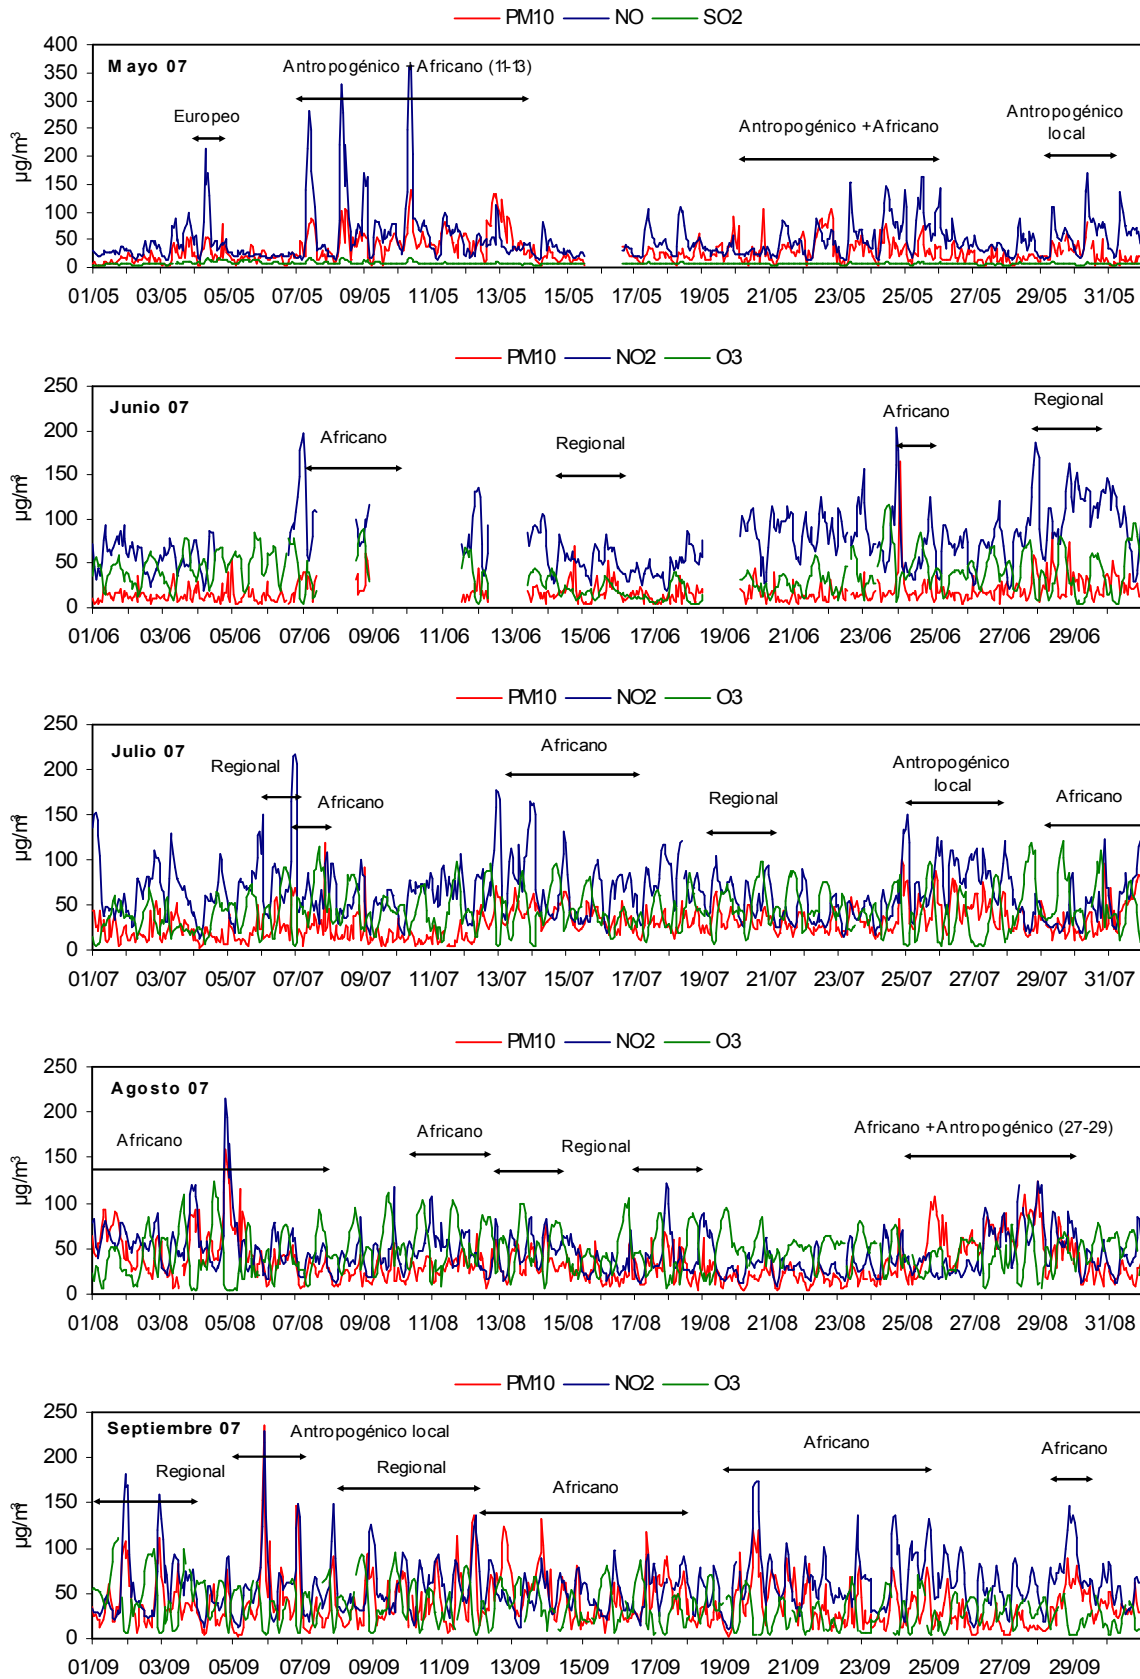 PM10 NO SO2
400
350
300
250
200
150
100
50
0
µg/m³
Mayo 07
Europeo
Antropogénico +Africano (11-13)
Antropogénico +Africano
Antropogénico local
01/05 03/05 05/05 07/05 09/05 11/05 13/05 15/05 17/05 19/05 21/05 23/05 25/05 27/05 29/05 31/05
PM10 NO2 O3
250
200
150
100
50
0
µg/m³
Junio 07
Africano
Regional
Africano
Regional
01/06 03/06 05/06 07/06 09/06 11/06 13/06 15/06 17/06 19/06 21/06 23/06 25/06 27/06 29/06
PM10 NO2 O3
250
200
150
100
50
0
µg/m³
Julio 07
Regional
Africano
Africano
Regional
Antropogénico local
Africano
01/07 03/07 05/07 07/07 09/07 11/07 13/07 15/07 17/07 19/07 21/07 23/07 25/07 27/07 29/07 31/07
PM10 NO2 O3
250
200
150
100
50
0
µg/m³
Agosto 07
Africano
Africano
Regional
Africano +Antropogénico (27-29)
01/08 03/08 05/08 07/08 09/08 11/08 13/08 15/08 17/08 19/08 21/08 23/08 25/08 27/08 29/08 31/08
PM10 NO2 O3
250
200
150
100
50
0
µg/m³
Septiembre 07
Regional
Antropogénico local
Regional
Africano
Africano
Africano
01/09 03/09 05/09 07/09 09/09 11/09 13/09 15/09 17/09 19/09 21/09 23/09 25/09 27/09 29/09